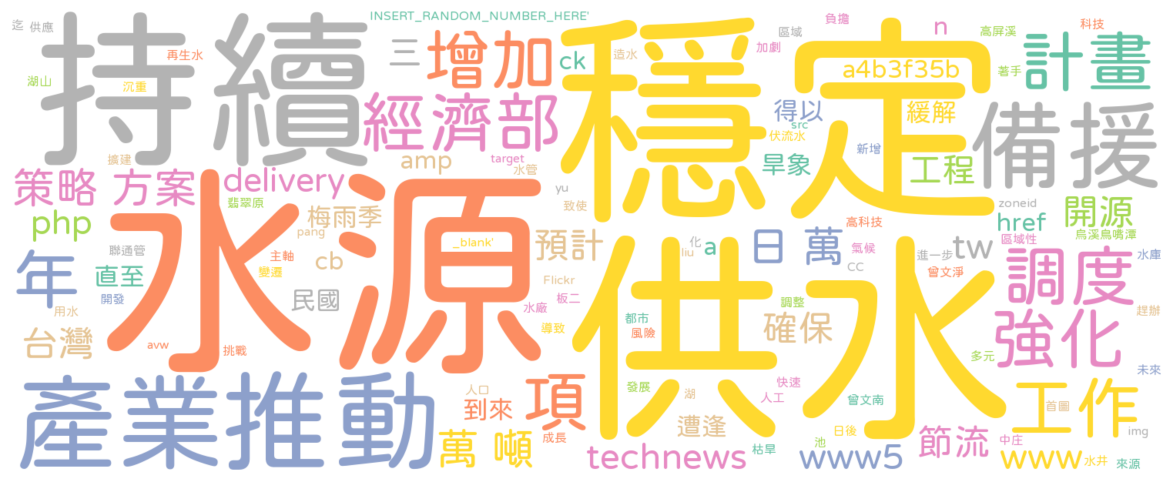 迄 供應 持續 三 增加 INSERT_RANDOM_NUMBER_HERE' ck 造水 穩定 區域 負擔 加劇 n 高屏溪 科技 計畫
湖山 沉重 再生水 經濟部 amp target 水管 a4b3f35b 著手 備援
擴建 得以 src 伏流水 緩解 新增
策略 方案 delivery 翡翠原 梅雨季 pang yu 致使 旱象 工程 zoneid href 開源
php 水源 _blank' 預計 化 liu a 日 萬 高科技 氣候 進一步 tw 區域性 鳥溪鳥嘴潭
聯通管 年 直至 主軸 變遷 cb cc 曾文淨 調度 水庫
開發 民國 Flickr 板二 供水 調整
用水 水廠 都市 確保 強化 趕辦
台灣 avw 挑戰 導致 風險 多元 未來
產業 推動 人口 到來 項 發展 湖 快速 人工 曾文南 工作 首圖
萬 噸 成長 遭逢 池 日後 節流 中庄 img
technews 枯旱 www5 www 水井 來源